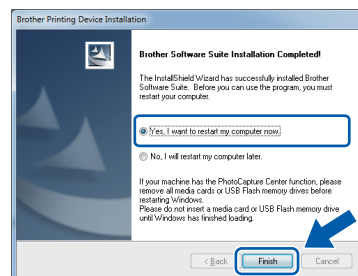 Brother Printing Device Installation
Brother Software Suite Installation Completed!
The InstallShield Wizard has successfully installed Brother
Software Suite. Before you can use the program, you must
restart your computer.
Yes, I want to restart my computer now.
No, I will restart my computer later.
If your machine has the PhotoCapture Center function, please
remove all media cards or USB Flash memory drives before
restarting Windows.
Please do not insert a media card or USB Flash memory drive
until Windows has finished loading.
< Back
Finish
Cancel